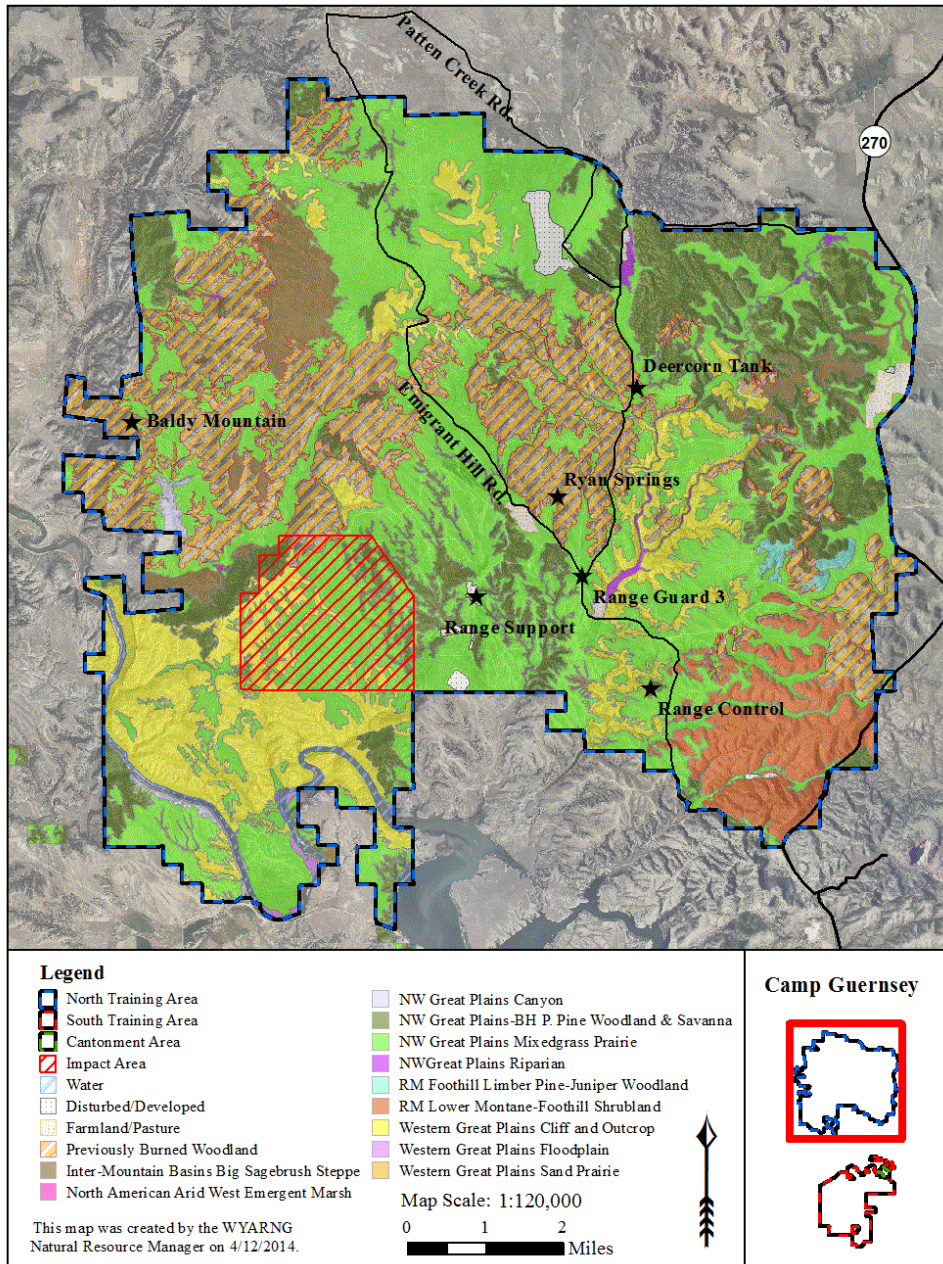 Patten Creek Rd.
270
Deercorn Tank
Baldy Mountain
Emigrant Hill Rd.
Ryan Springs
Range Guard 3
Range Support
Range Control
Legend
North Training Area
South Training Area
Cantonment Area
Impact Area
Water
Disturbed/Developed
Farmland/Pasture
Previously Burned Woodland
Inter-Mountain Basins Big Sagebrush Steppe
North American Arid West Emergent Marsh
This map was created by the WYARNG
Natural Resource Manager on 4/12/2014.
NW Great Plains Canyon
NW Great Plains-BH P. Pine Woodland & Savanna
NW Great Plains Mixedgrass Prairie
NWGreat Plains Riparian
RM Foothill Limber Pine-Juniper Woodland
RM Lower Montane-Foothill Shrubland
Western Great Plains Cliff and Outcrop
Western Great Plains Floodplain
Western Great Plains Sand Prairie
Map Scale: 1:120,000
0 1 2
Miles
Camp Guernsey